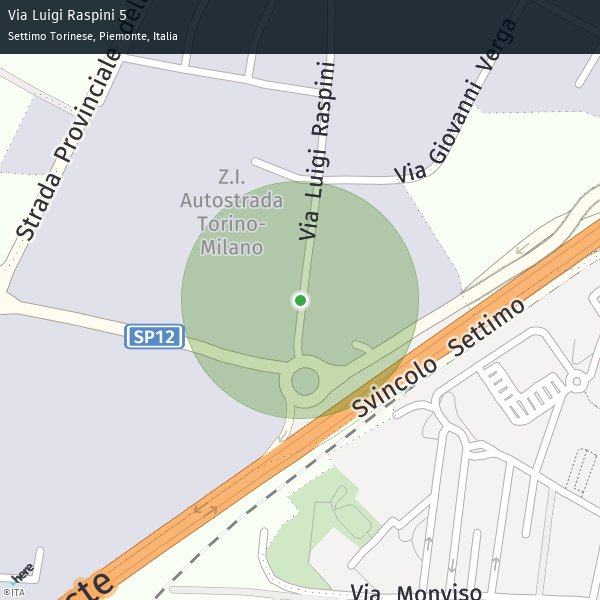 Via Luigi Raspini 5
Settimo Torinese, Piemonte, Italia
Strada Provinciale
Via Luigi Raspini
Via Giovanni Verga
Z.I.
Autostrada
Torino-
Milano
SP12
Svincolo Settimo
here
©ITA
Via Monviso